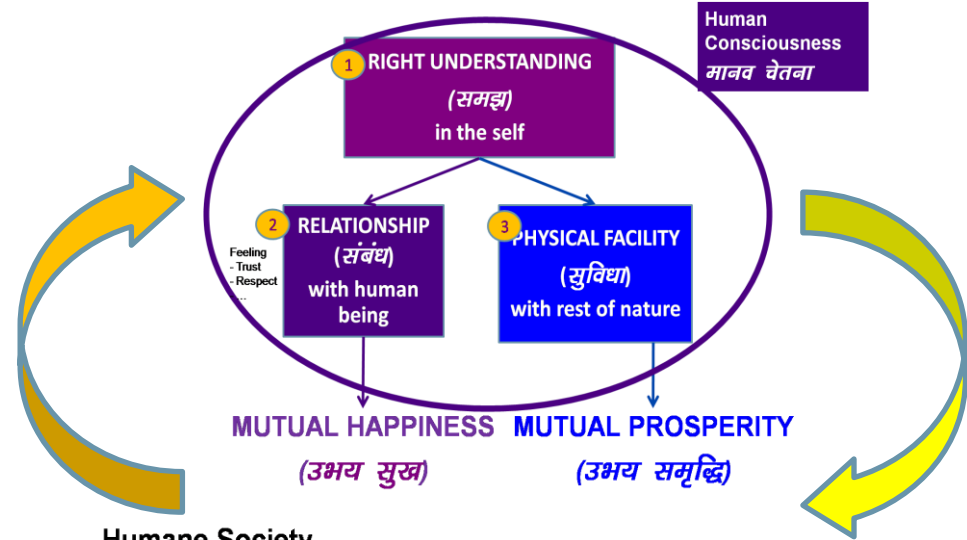 Human
Consciousness
मानव चेतना
1
RIGHT UNDERSTANDING
(समझ)
in the self
2
RELATIONSHIP
(संबंध)
with human
being
Feeling
- Trust
- Respect
...
3
PHYSICAL FACILITY
(सुविधा)
with rest of nature
MUTUAL HAPPINESS
(उभय सुख)
MUTUAL PROSPERITY
(उभय समृद्धि)
Humane Society